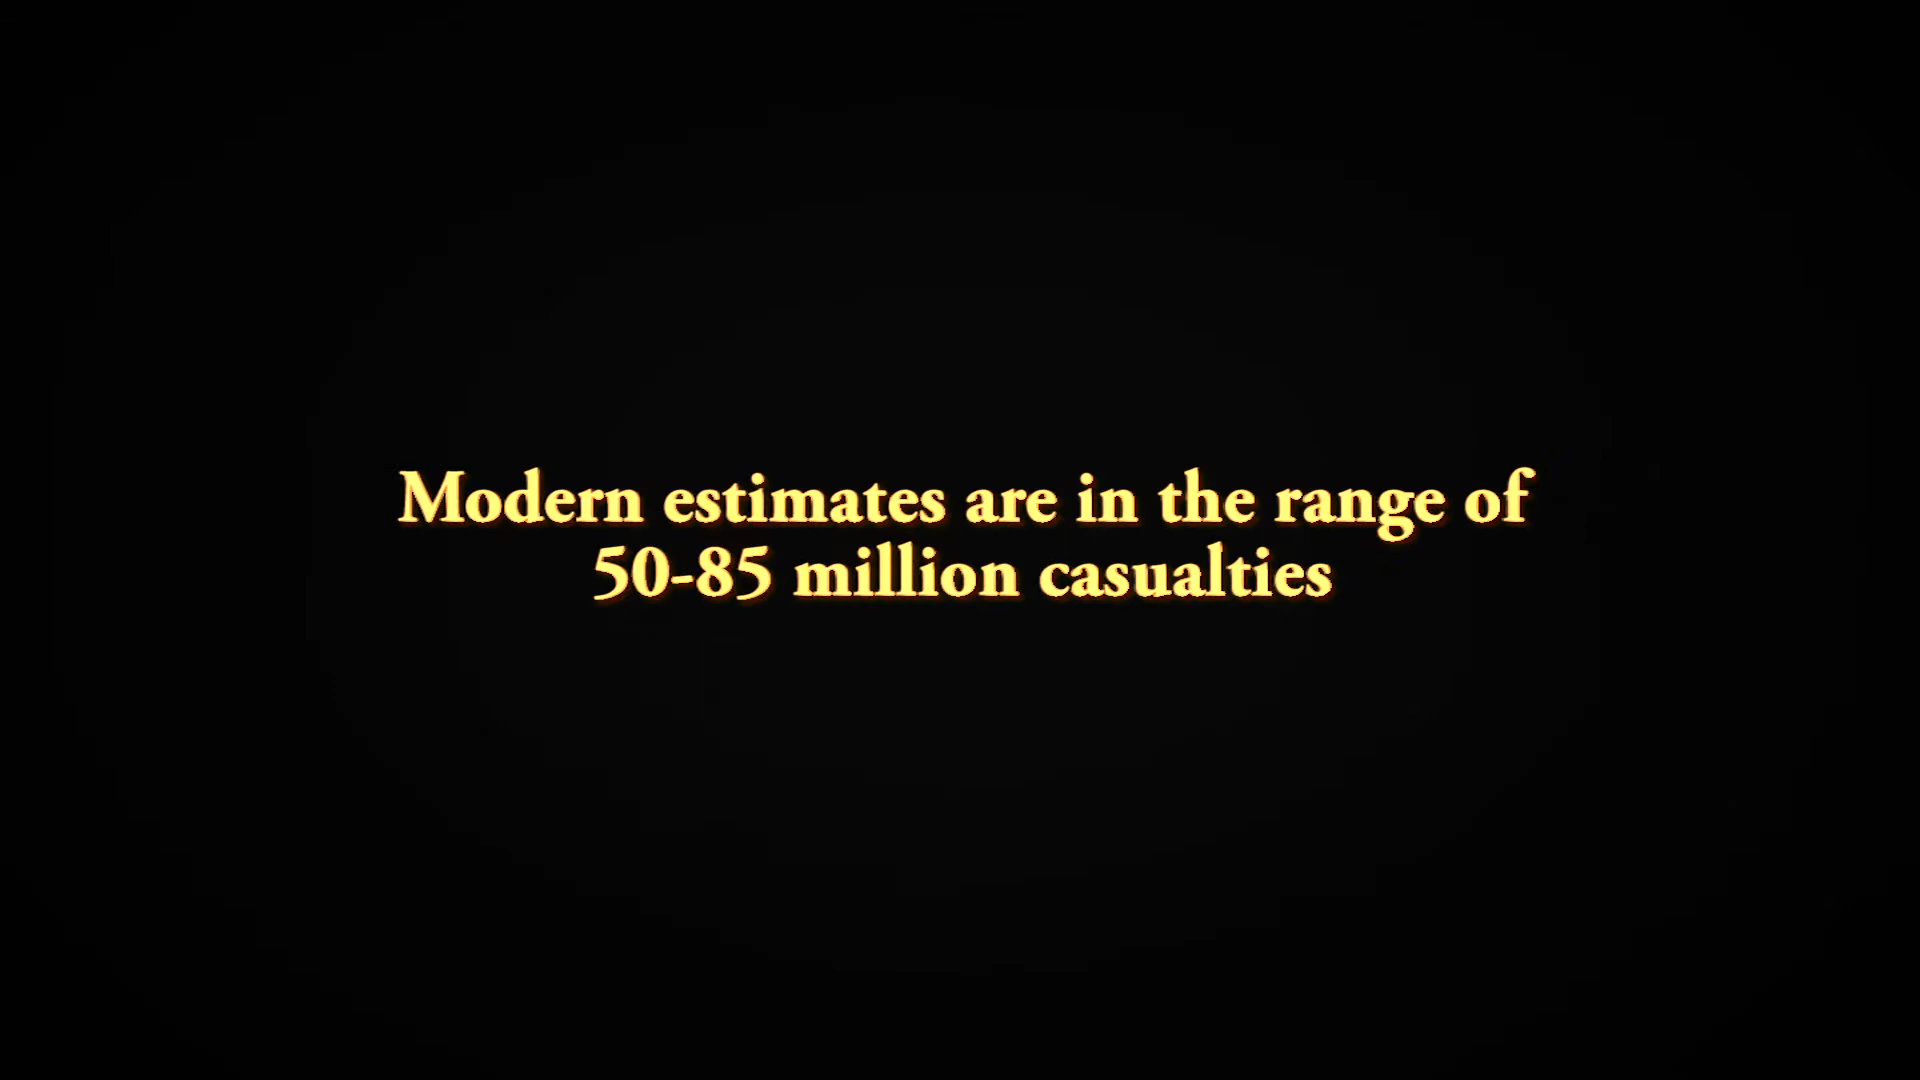 Modern estimates are in the range of
50-85 million casualties